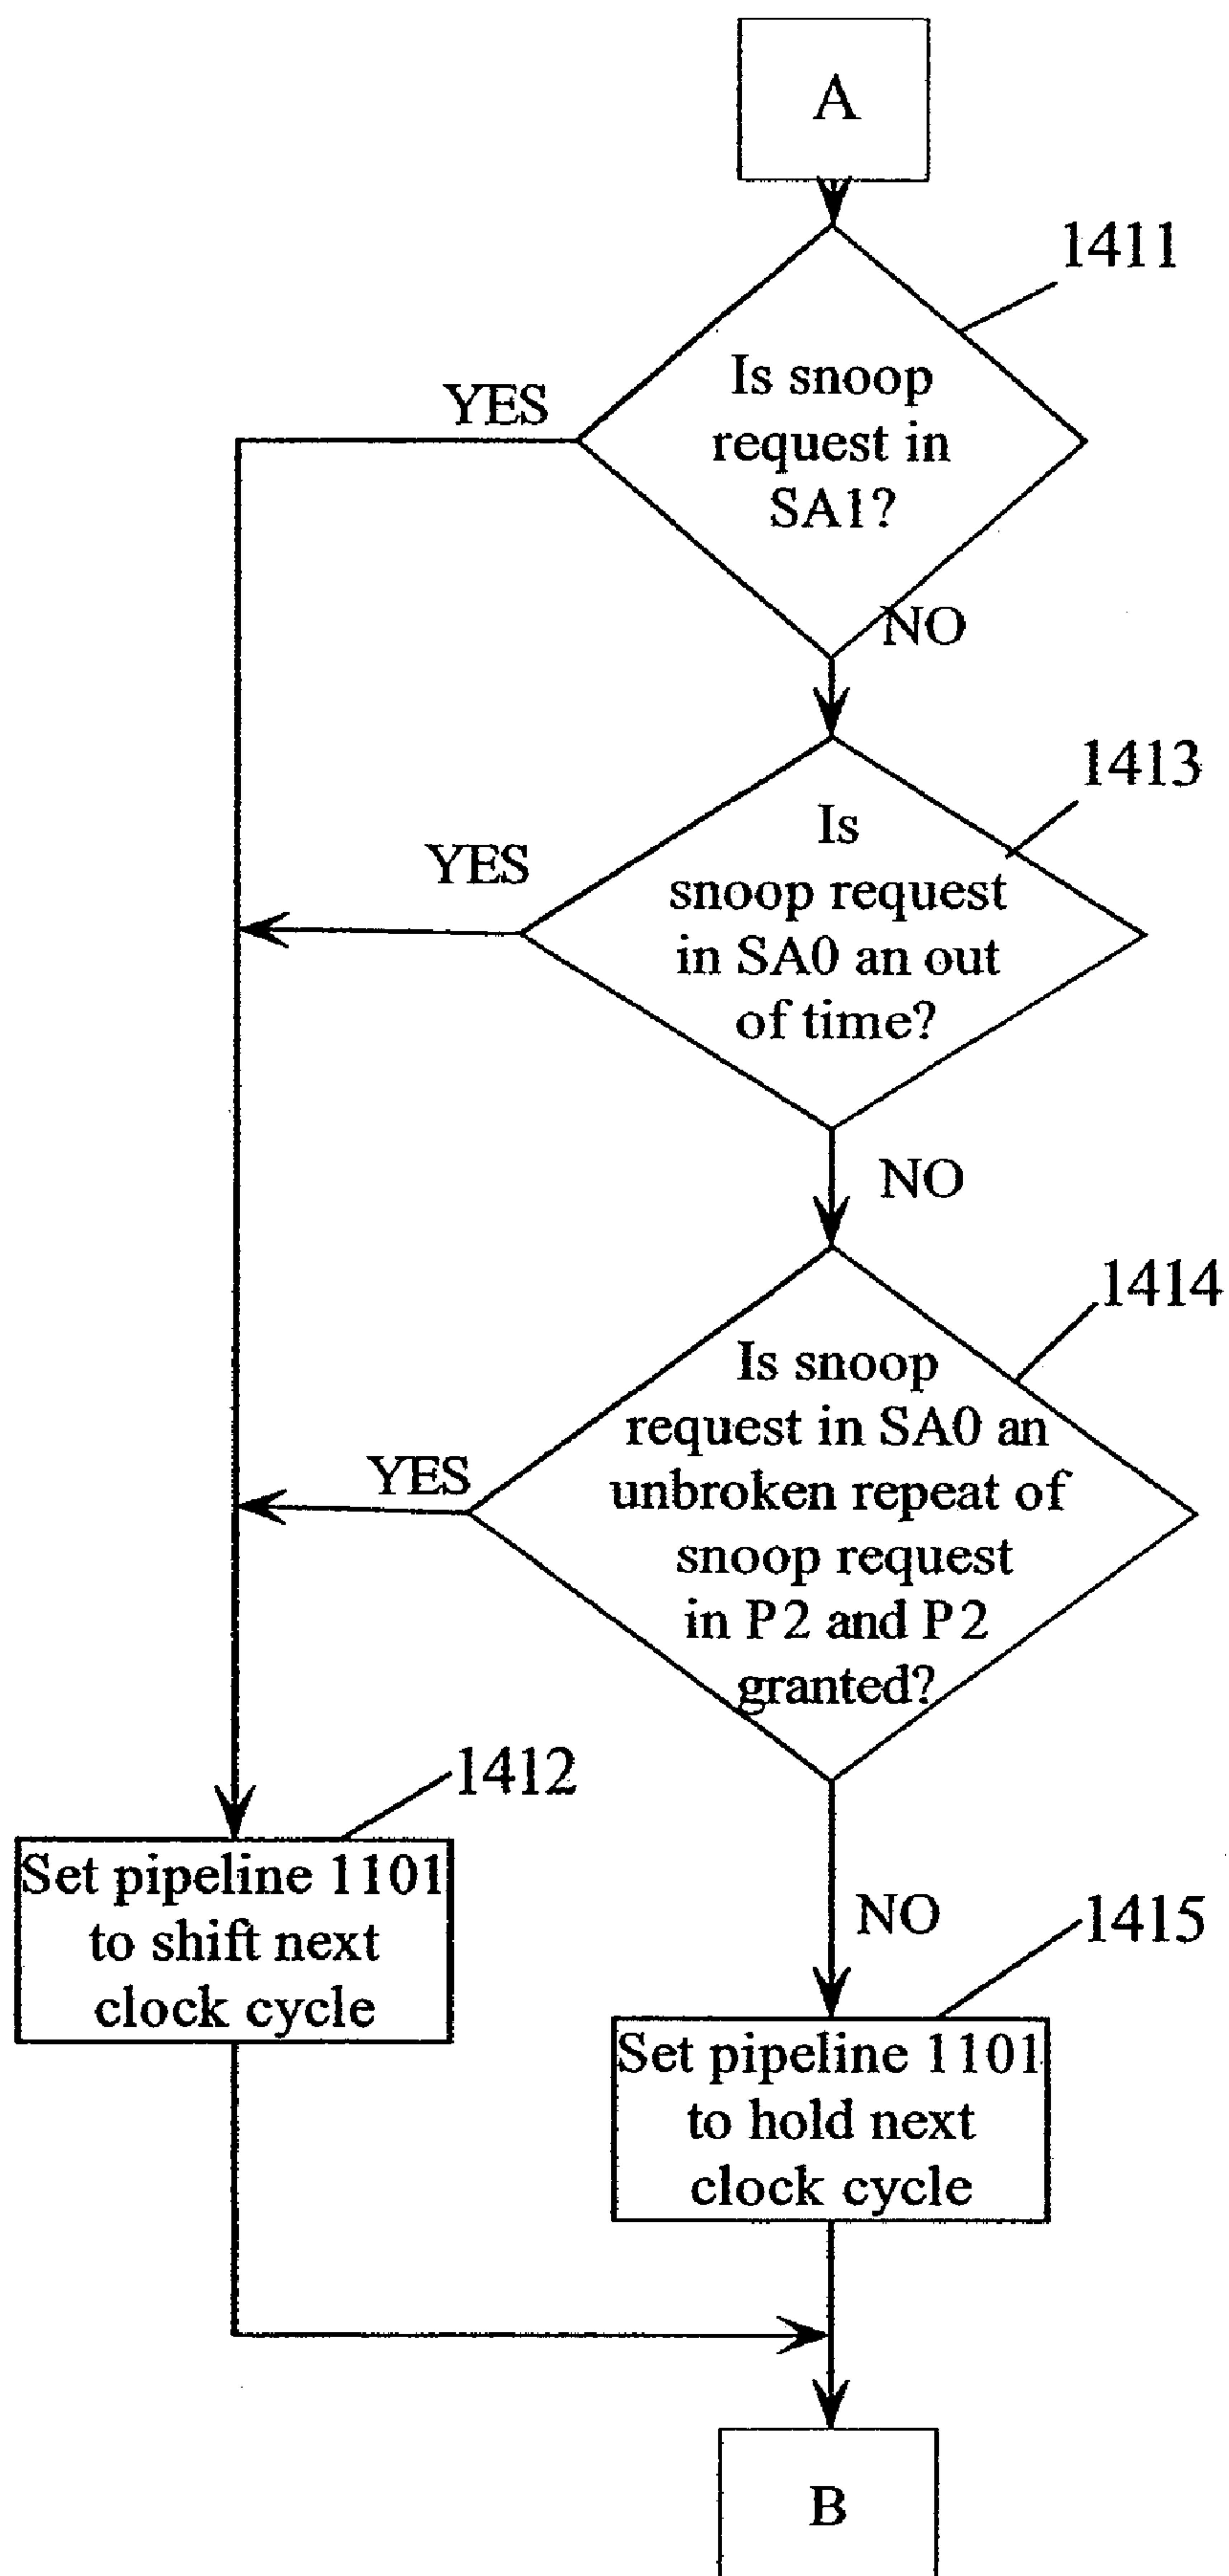 A
1411
Is snoop
request in
SA1?
YES
NO
1413
Is
snoop request
in SA0 an out
of time?
YES
NO
1414
Is snoop
request in SA0 an
unbroken repeat of
snoop request
in P2 and P2
granted?
YES
1412
Set pipeline 1101
to shift next
clock cycle
NO
1415
Set pipeline 1101
to hold next
clock cycle
B